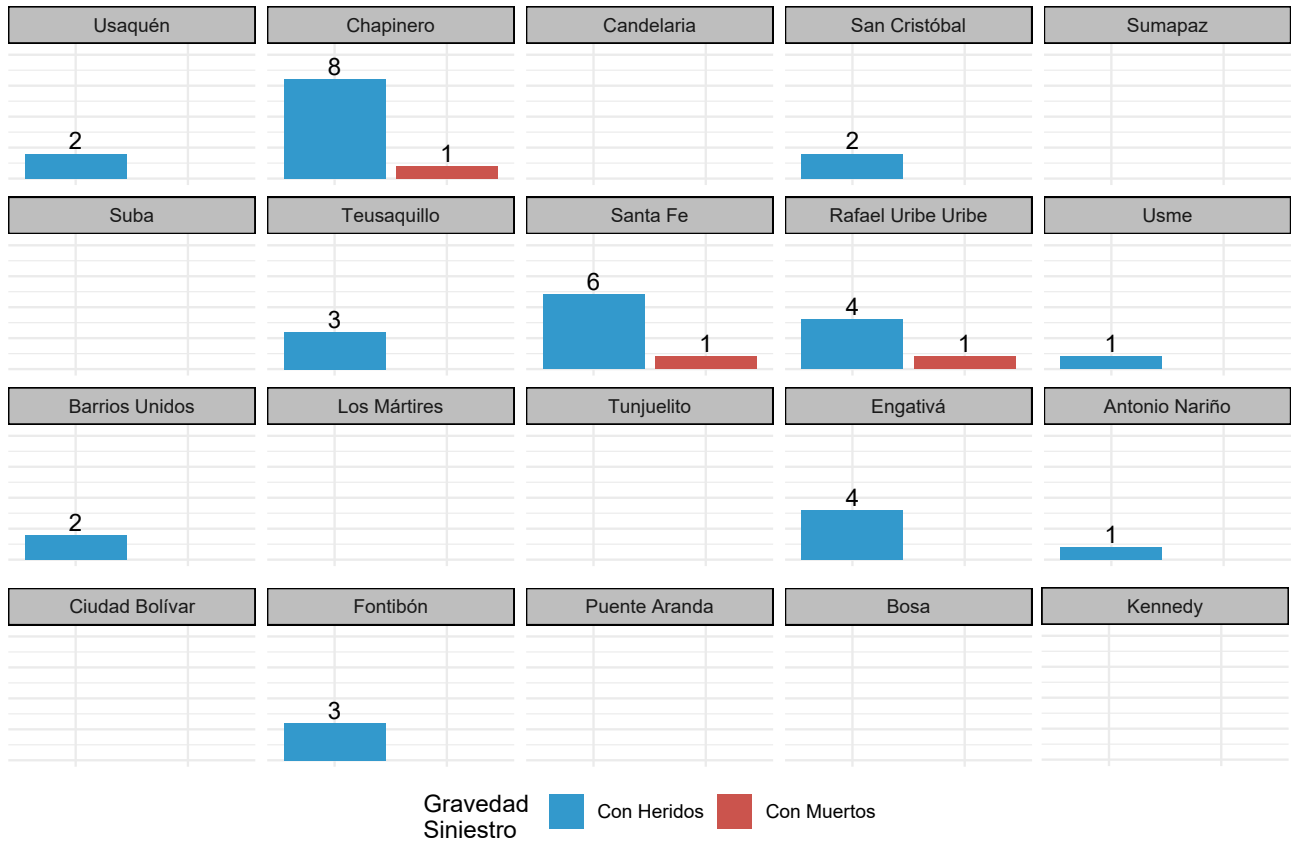 Usaquén
Chapinero
Candelaria
San Cristóbal
Sumapaz
2
8
1
2
Suba
Teusaquillo
Santa Fe
Rafael Uribe Uribe
Usme
3
6
1
4
1
1
Barrios Unidos
Los Mártires
Tunjuelito
Engativá
Antonio Nariño
2
4
1
Ciudad Bolívar
Fontibón
Puente Aranda
Bosa
Kennedy
3
Gravedad
Siniestro
Con Heridos
Con Muertos